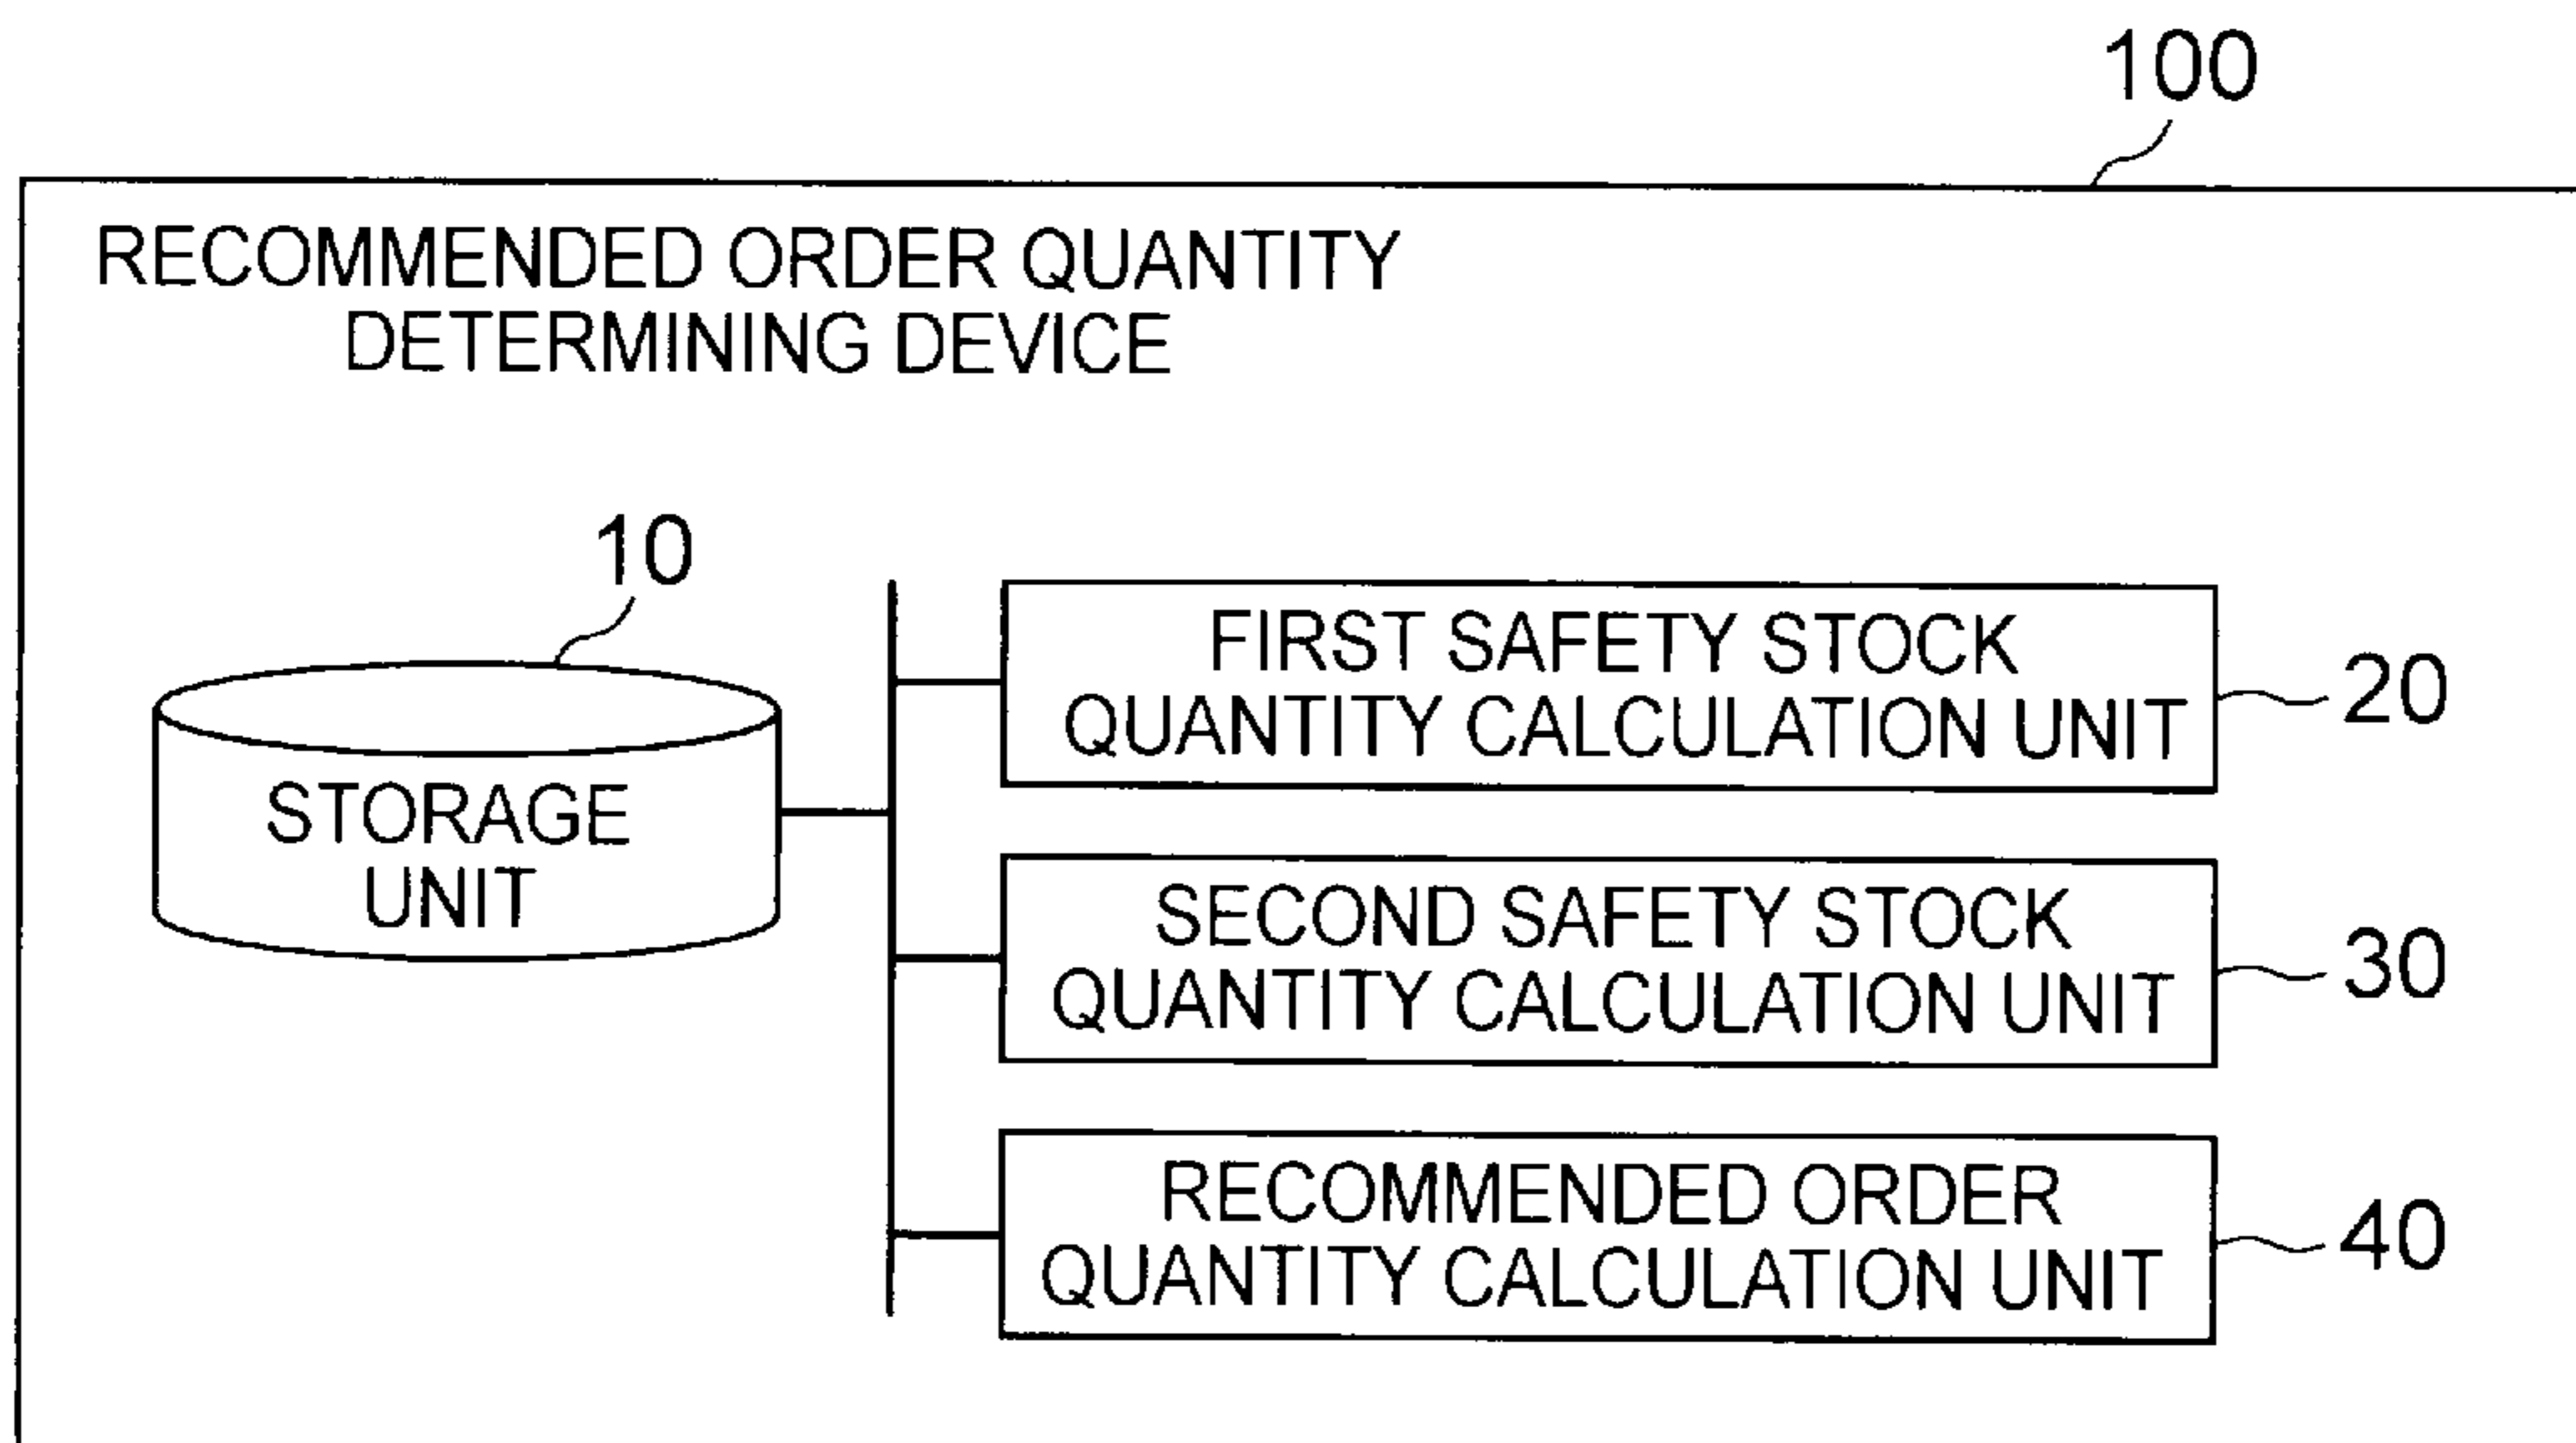 100
RECOMMENDED ORDER QUANTITY
DETERMINING DEVICE
10
STORAGE
UNIT
FIRST SAFETY STOCK
QUANTITY CALCULATION UNIT
20
SECOND SAFETY STOCK
QUANTITY CALCULATION UNIT
30
RECOMMENDED ORDER
QUANTITY CALCULATION UNIT
40